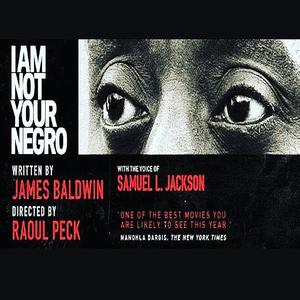 I AM
NOT
YOUR
NEGRO
WRITTEN BY
JAMES BALDWIN
DIRECTED BY
RAOUL PECK
WITH THE VOICE OF
SAMUEL L. JACKSON
"ONE OF THE BEST MOVIES YOU
ARE LIKELY TO SEE THIS YEAR."
MANOHLA DARGIS, THE NEW YORK TIMES